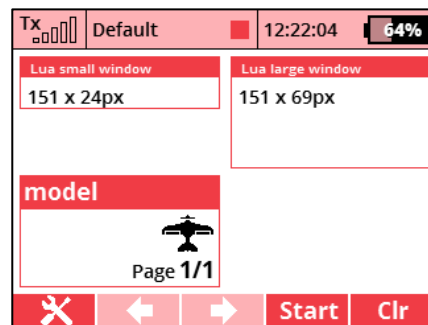 Tx Default 12:22:04 64%
Lua small window
151 x 24px
Lua large window
151 x 69px
model
Page 1/1
Start Clr